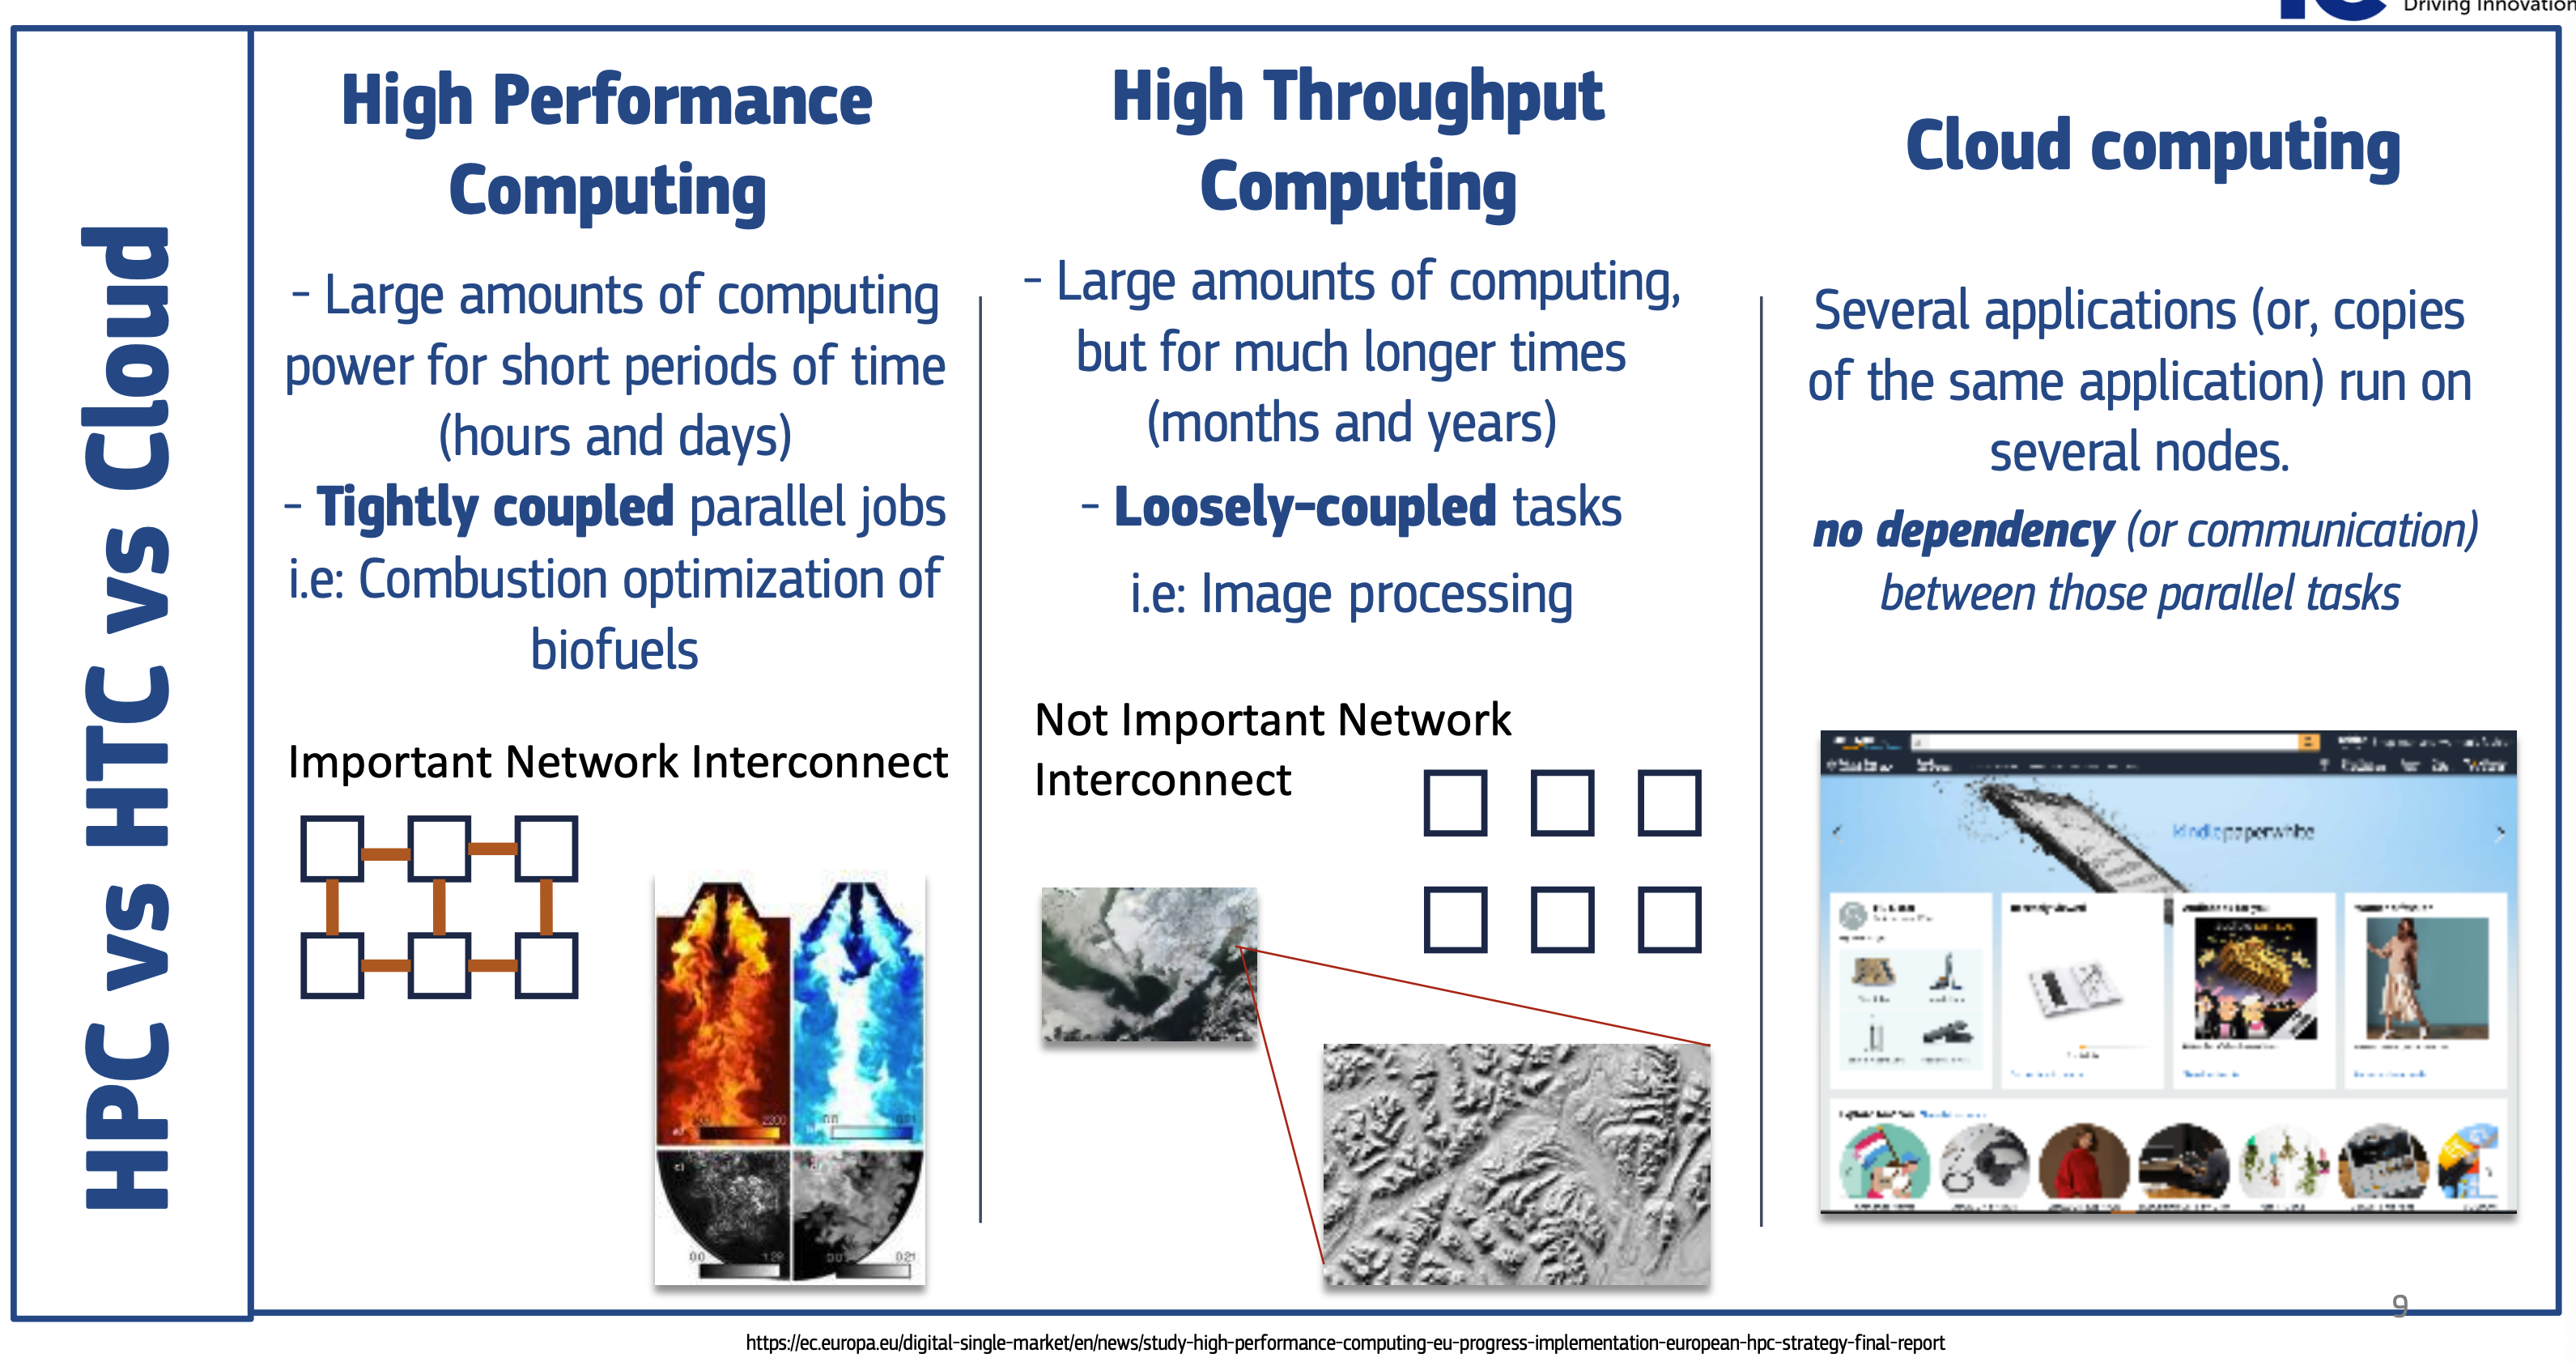 Driving Innovation
HPC vs HTC vs Cloud
High Performance
Computing
- Large amounts of computing
power for short periods of time
(hours and days)
- Tightly coupled parallel jobs
i.e: Combustion optimization of
biofuels
Important Network Interconnect
High Throughput
Computing
- Large amounts of computing,
but for much longer times
(months and years)
- Loosely-coupled tasks
i.e: Image processing
Not Important Network
Interconnect
Cloud computing
Several applications (or, copies
of the same application) run on
several nodes.
no dependency (or communication)
between those parallel tasks
kindlepaperwhite
9
https://ec.europa.eu/digital-single-market/en/news/study-high-performance-computing-eu-progress-implementation-european-hpc-strategy-final-report